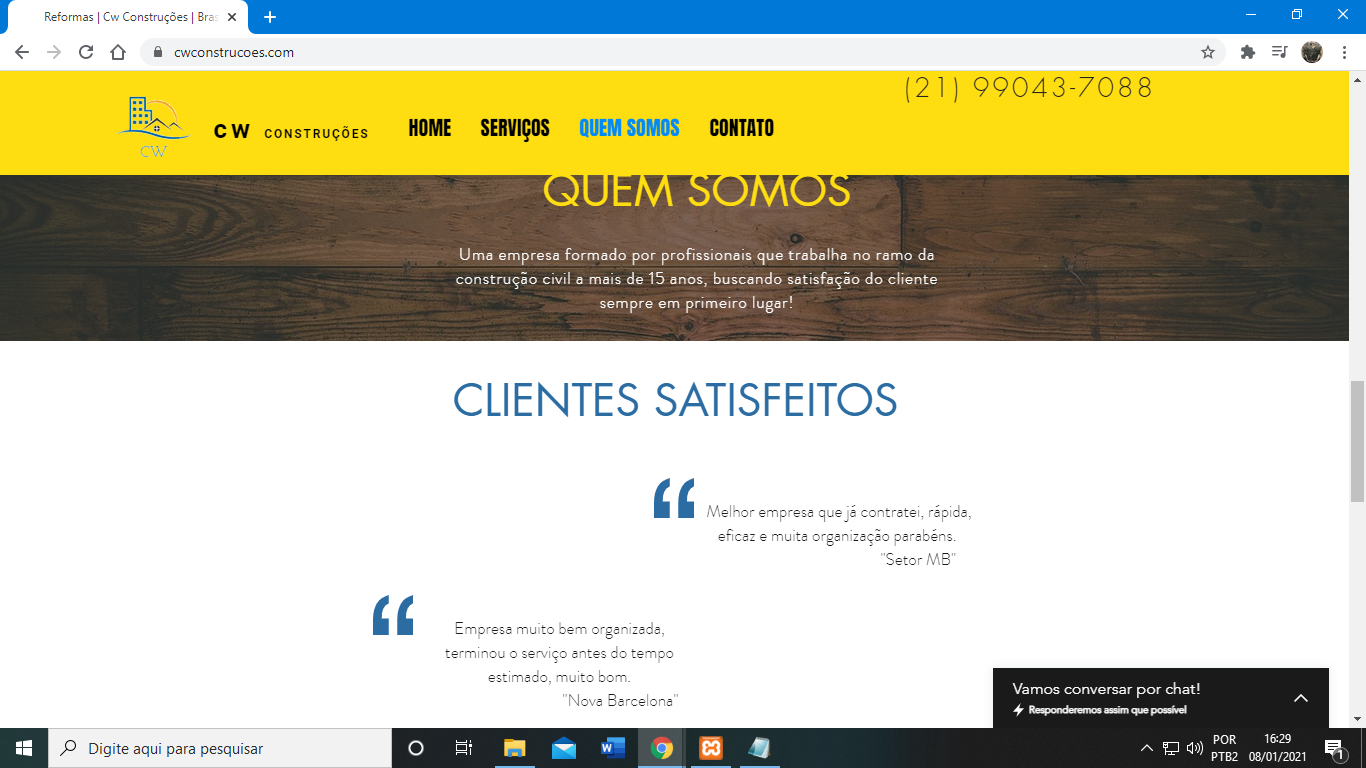 Reformas | Cw Construções | Bras
cwconstrucoes.com
(21) 99043-7088
CW CONSTRUÇÕES
HOME SERVIÇOS QUEM SOMOS CONTATO
CW
QUEM SOMOS
Uma empresa formado por profissionais que trabalha no ramo da
construção civil a mais de 15 anos, buscando satisfação do cliente
sempre em primeiro lugar!
CLIENTES SATISFEITOS
Melhor empresa que já contratei, rápida,
eficaz e muita organização parabéns.
"Setor MB"
Empresa muito bem organizada,
terminou o serviço antes do tempo
estimado, muito bom.
"Nova Barcelona"
Vamos conversar por chat!
Responderemos assim que possível
Digite aqui para pesquisar
POR
PTB2
16:29
08/01/2021
1